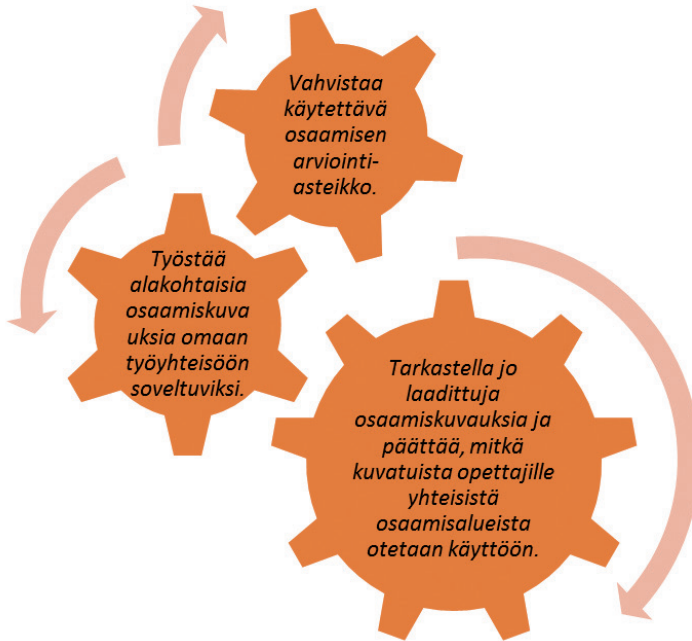 Vahvistaa
käytettävä
osaamisen
arviointi-
asteikko.
Työstää
alakohtaisia
osaamiskuva
uksia omaan
työyhteisöön
soveltuviksi.
Tarkastella jo
laadittuja
osaamiskuvauksia ja
päättää, mitkä
kuvatuista opettajille
yhteisistä
osaamisalueista
otetaan käyttöön.